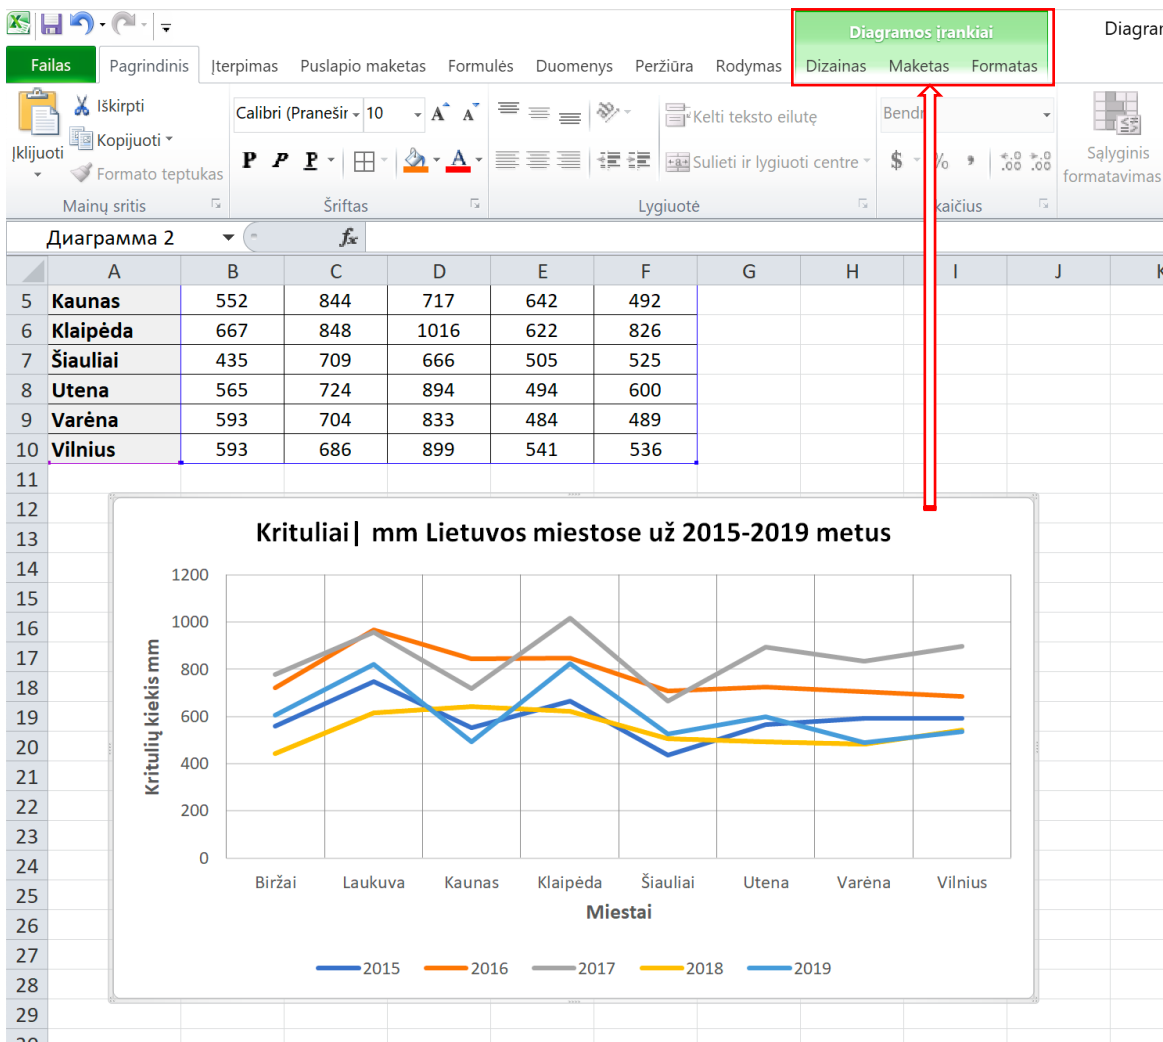 Diagramos įrankiai
Failas Pagrindinis Įterpimas Puslapio maketas Formulės Duomenys Peržiūra Rodymas Dizainas Maketas Formatas
Įklijuoti
Iškirpti
Kopijuoti
Formato teptukas
Mainų sritis
Calibri 10
Šriftas
Kelti teksto eilutę
Sulieti ir lygiuoti centre
Lygiuotė
$ %
Sąlyginis
formatavimas
Диаграмма 2 fx
A B C D E F G H I J
5 Kaunas 552 844 717 642 492
6 Klaipėda 667 848 1016 622 826
7 Šiauliai 435 709 666 505 525
8 Utena 565 724 894 494 600
9 Varėna 593 704 833 484 489
10 Vilnius 593 686 899 541 536
11
12
13
14
15
16
17
18
19
20
21
22
23
24
25
26
27
28
29
Krituliai| mm Lietuvos miestose už 2015-2019 metus
Kritulių kiekis mm
1200
1000
800
600
400
200
0
Biržai Laukuva Kaunas Klaipėda Šiauliai Utena Varėna Vilnius
Miestai
2015 2016 2017 2018 2019